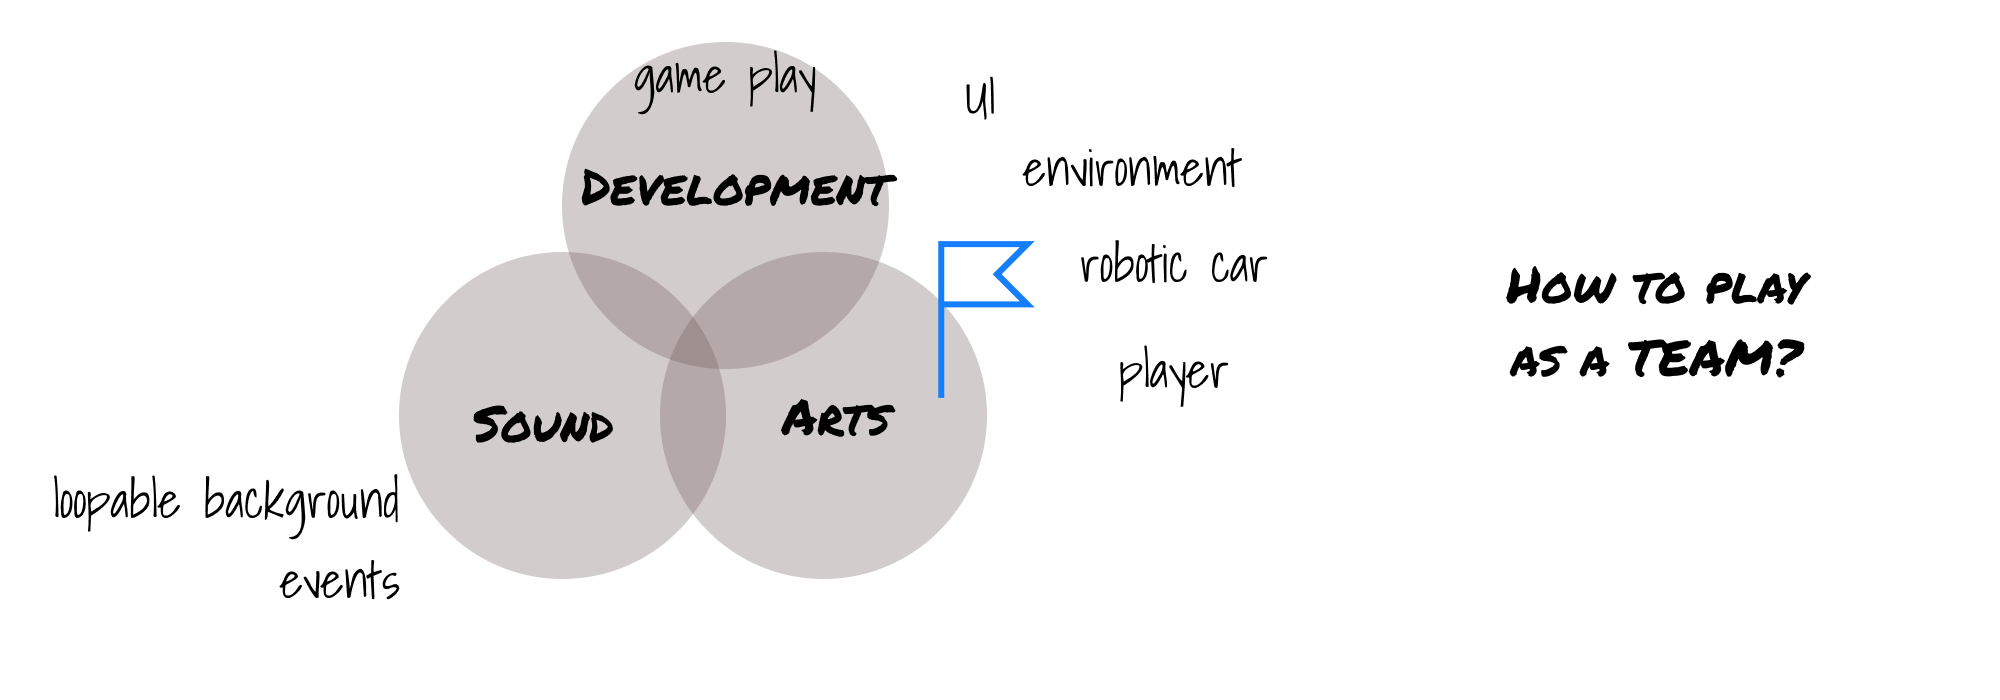 game play
UI
environment
DEVELOPMENT
robotic car
HOW TO PLAY
AS A TEAM?
player
SOUND
ARTS
loopable background
events